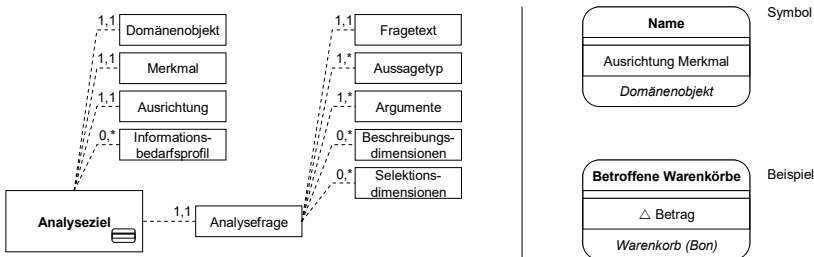 1,1
Domänenobjekt
1,1
Merkmal
1,1
Ausrichtung
0,*
Informations-
bedarfsprofil
Analyseziel
1,1
Analysefrage
1,1
Fragetext
1,*
Aussagetyp
1,*
Argumente
0,*
Beschreibungs-
dimensionen
0,*
Selektions-
dimensionen
Name
Symbol
Ausrichtung Merkmal
Domänenobjekt
Betroffene Warenkörbe
Beispiel
△ Betrag
Warenkorb (Bon)